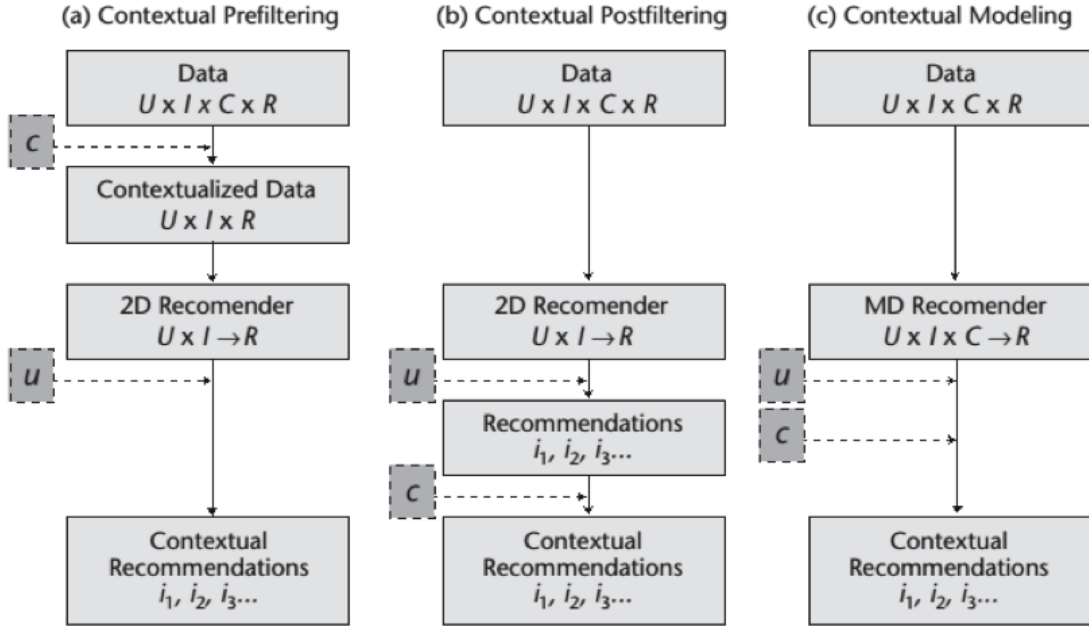 (a) Contextual Prefiltering
Data
U x I x C x R
c
Contextualized Data
U x I x R
2D Recomender
U x I → R
u
Contextual
Recommendations
i₁, i₂, i₃...
(b) Contextual Postfiltering
Data
U x I x C x R
2D Recomender
U x I → R
u
Recommendations
i₁, i₂, i₃...
c
Contextual
Recommendations
i₁, i₂, i₃...
(c) Contextual Modeling
Data
U x I x C x R
MD Recomender
U x I x C → R
u
c
Contextual
Recommendations
i₁, i₂, i₃...